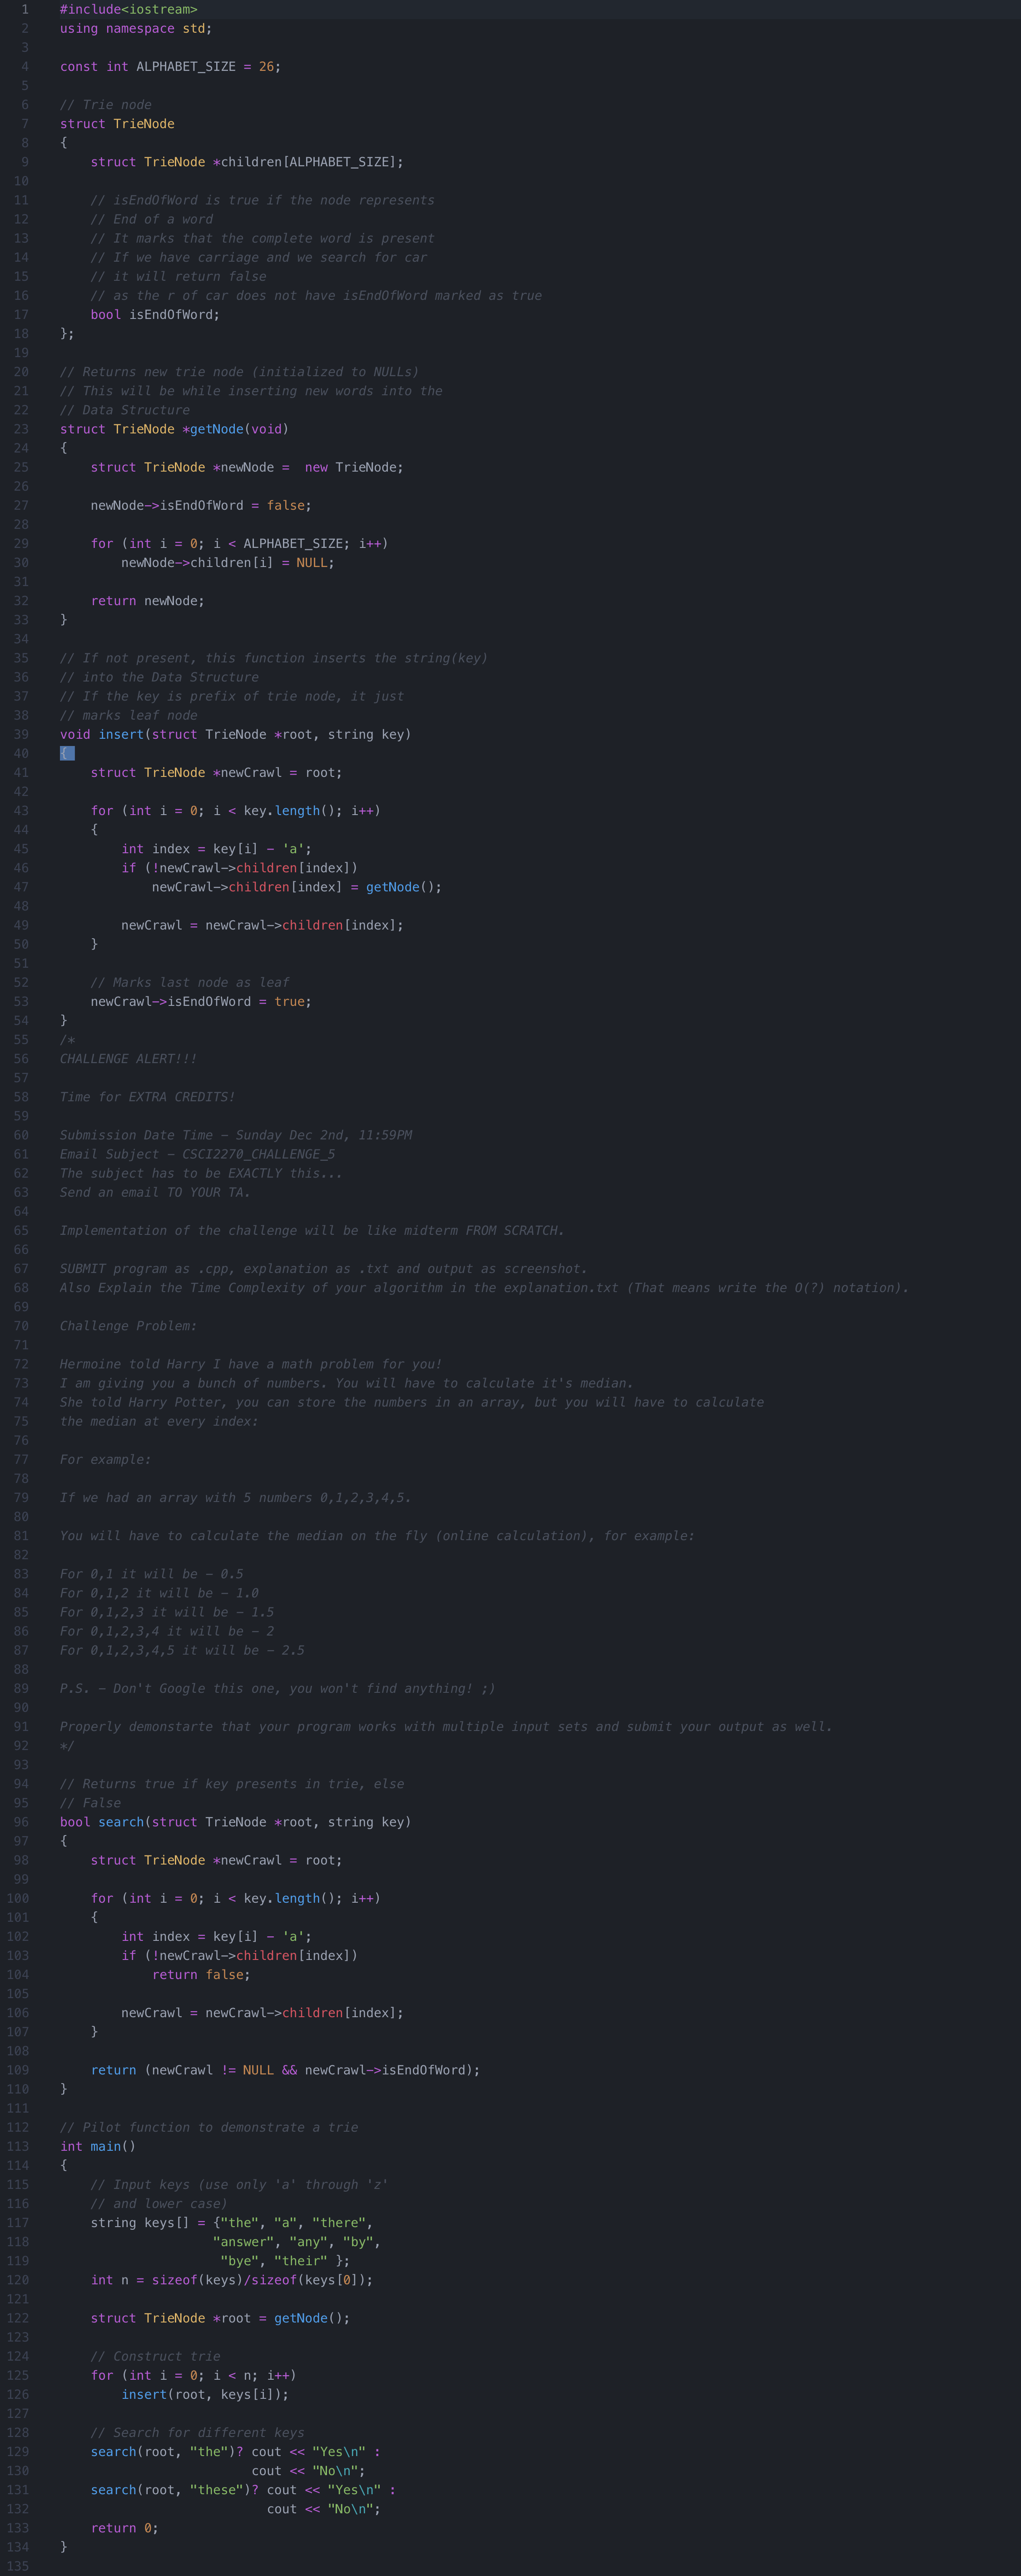 1 #include<iostream>
2 using namespace std;
3
4 const int ALPHABET_SIZE = 26;
5
6 // Trie node
7 struct TrieNode
8 {
9     struct TrieNode *children[ALPHABET_SIZE];
10
11     // isEndOfWord is true if the node represents
12     // End of a word
13     // It marks that the complete word is present
14     // If we have carriage and we search for car
15     // it will return false
16     // as the r of car does not have isEndOfWord marked as true
17     bool isEndOfWord;
18 };
19
20 // Returns new trie node (initialized to NULLs)
21 // This will be while inserting new words into the
22 // Data Structure
23 struct TrieNode *getNode(void)
24 {
25     struct TrieNode *newNode =  new TrieNode;
26
27     newNode->isEndOfWord = false;
28
29     for (int i = 0; i < ALPHABET_SIZE; i++)
30         newNode->children[i] = NULL;
31
32     return newNode;
33 }
34
35 // If not present, this function inserts the string(key)
36 // into the Data Structure
37 // If the key is prefix of trie node, it just
38 // marks leaf node
39 void insert(struct TrieNode *root, string key)
40 {
41     struct TrieNode *newCrawl = root;
42
43     for (int i = 0; i < key.length(); i++)
44     {
45         int index = key[i] - 'a';
46         if (!newCrawl->children[index])
47             newCrawl->children[index] = getNode();
48
49         newCrawl = newCrawl->children[index];
50     }
51
52     // Marks last node as leaf
53     newCrawl->isEndOfWord = true;
54 }
55 /*
56 CHALLENGE ALERT!!!
57
58 Time for EXTRA CREDITS!
59
60 Submission Date Time - Sunday Dec 2nd, 11:59PM
61 Email Subject - CSCI2270_CHALLENGE_5
62 The subject has to be EXACTLY this...
63 Send an email TO YOUR TA.
64
65 Implementation of the challenge will be like midterm FROM SCRATCH.
66
67 SUBMIT program as .cpp, explanation as .txt and output as screenshot.
68 Also Explain the Time Complexity of your algorithm in the explanation.txt (That means write the O(?) notation).
69
70 Challenge Problem:
71
72 Hermoine told Harry I have a math problem for you!
73 I am giving you a bunch of numbers. You will have to calculate it's median.
74 She told Harry Potter, you can store the numbers in an array, but you will have to calculate
75 the median at every index:
76
77 For example:
78
79 If we had an array with 5 numbers 0,1,2,3,4,5.
80
81 You will have to calculate the median on the fly (online calculation), for example:
82
83 For 0,1 it will be - 0.5
84 For 0,1,2 it will be - 1.0
85 For 0,1,2,3 it will be - 1.5
86 For 0,1,2,3,4 it will be - 2
87 For 0,1,2,3,4,5 it will be - 2.5
88
89 P.S. - Don't Google this one, you won't find anything! ;)
90
91 Properly demonstarte that your program works with multiple input sets and submit your output as well.
92 */
93
94 // Returns true if key presents in trie, else
95 // False
96 bool search(struct TrieNode *root, string key)
97 {
98     struct TrieNode *newCrawl = root;
99
100     for (int i = 0; i < key.length(); i++)
101     {
102         int index = key[i] - 'a';
103         if (!newCrawl->children[index])
104             return false;
105
106         newCrawl = newCrawl->children[index];
107     }
108
109     return (newCrawl != NULL && newCrawl->isEndOfWord);
110 }
111
112 // Pilot function to demonstrate a trie
113 int main()
114 {
115     // Input keys (use only 'a' through 'z'
116     // and lower case)
117     string keys[] = {"the", "a", "there",
118                     "answer", "any", "by",
119                      "bye", "their" };
120     int n = sizeof(keys)/sizeof(keys[0]);
121
122     struct TrieNode *root = getNode();
123
124     // Construct trie
125     for (int i = 0; i < n; i++)
126         insert(root, keys[i]);
127
128     // Search for different keys
129     search(root, "the")? cout << "Yes\n" :
130                          cout << "No\n";
131     search(root, "these")? cout << "Yes\n" :
132                            cout << "No\n";
133     return 0;
134 }
135